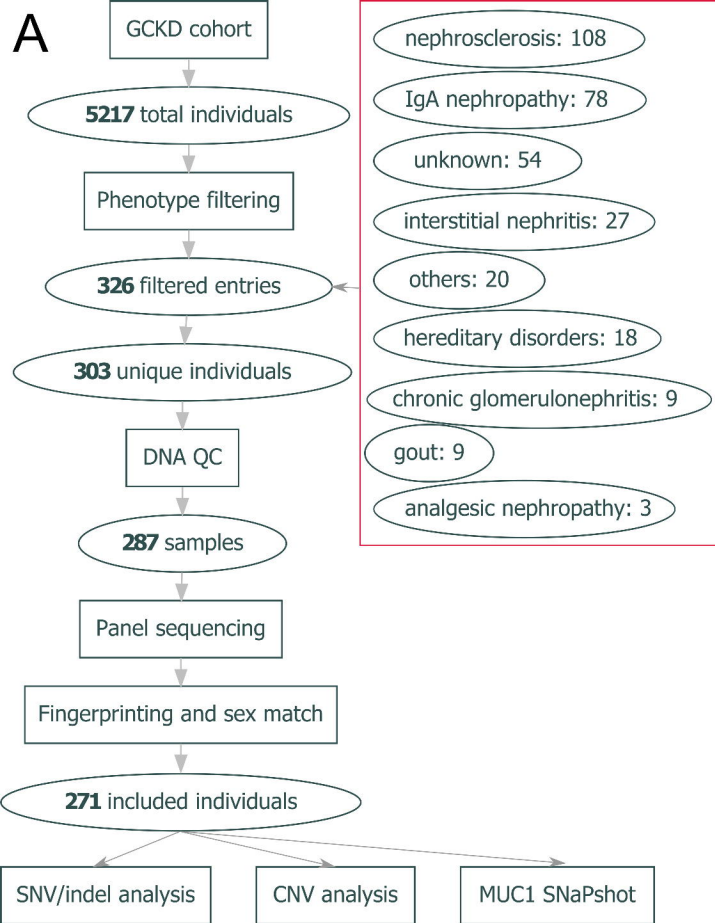 A
GCKD cohort
5217 total individuals
Phenotype filtering
326 filtered entries
303 unique individuals
DNA QC
287 samples
Panel sequencing
Fingerprinting and sex match
271 included individuals
SNV/indel analysis
CNV analysis
MUC1 SNaPshot
nephrosclerosis: 108
IgA nephropathy: 78
unknown: 54
interstitial nephritis: 27
others: 20
hereditary disorders: 18
chronic glomerulonephritis: 9
gout: 9
analgesic nephropathy: 3